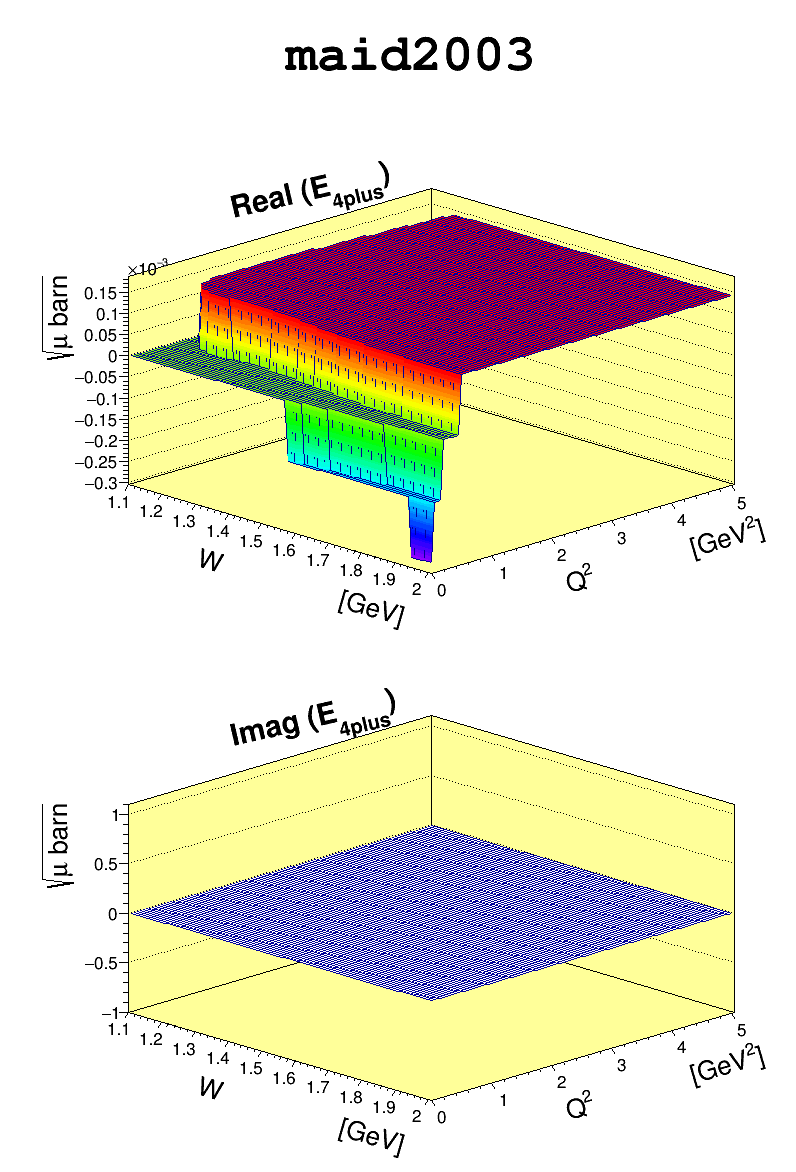 maid2003
Real (E4plus)
×10−3
√μ barn
0.15
0.1
0.05
0
−0.05
−0.1
−0.15
−0.2
−0.25
−0.3
1.1 1.2 1.3 1.4 1.5 1.6 1.7 1.8 1.9 2
W
[GeV]
0 1 2 3 4 5
Q2
[GeV2]
Imag (E4plus)
√μ barn
1
0.5
0
−0.5
−1
1.1 1.2 1.3 1.4 1.5 1.6 1.7 1.8 1.9 2
W
[GeV]
0 1 2 3 4 5
Q2
[GeV2]